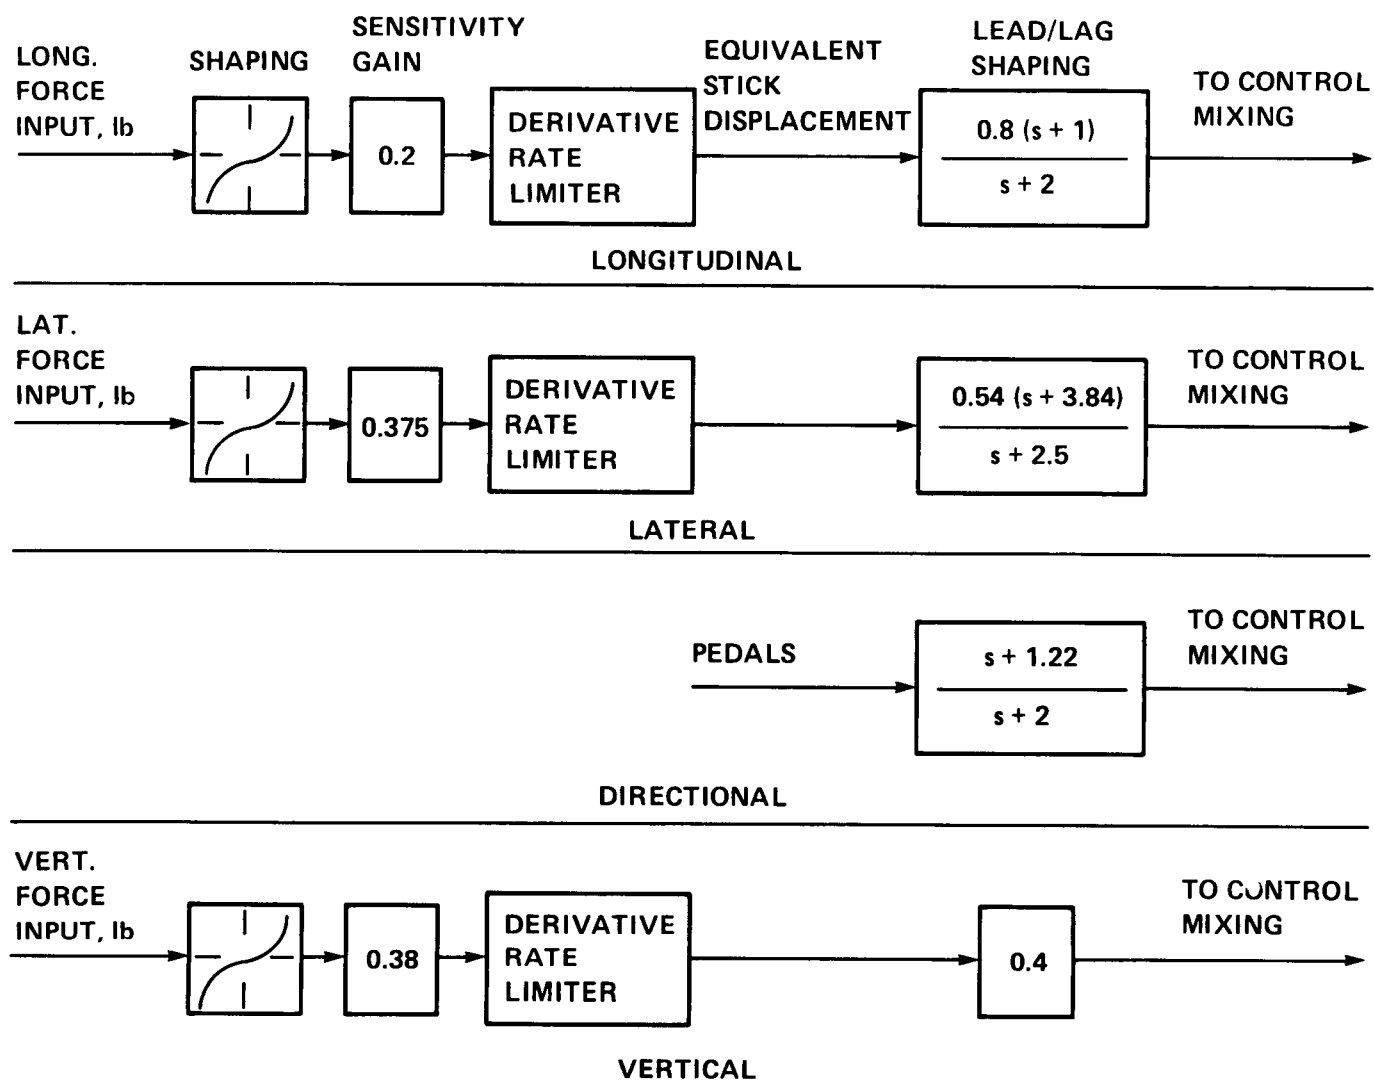 LONG.
FORCE
INPUT, lb
SHAPING
SENSITIVITY
GAIN
0.2
DERIVATIVE
RATE
LIMITER
EQUIVALENT
STICK
DISPLACEMENT
LEAD/LAG
SHAPING
0.8 (s + 1)
s + 2
TO CONTROL
MIXING
LONGITUDINAL
LAT.
FORCE
INPUT, lb
0.375
DERIVATIVE
RATE
LIMITER
0.54 (s + 3.84)
s + 2.5
TO CONTROL
MIXING
LATERAL
PEDALS
s + 1.22
s + 2
TO CONTROL
MIXING
DIRECTIONAL
VERT.
FORCE
INPUT, lb
0.38
DERIVATIVE
RATE
LIMITER
0.4
TO CONTROL
MIXING
VERTICAL